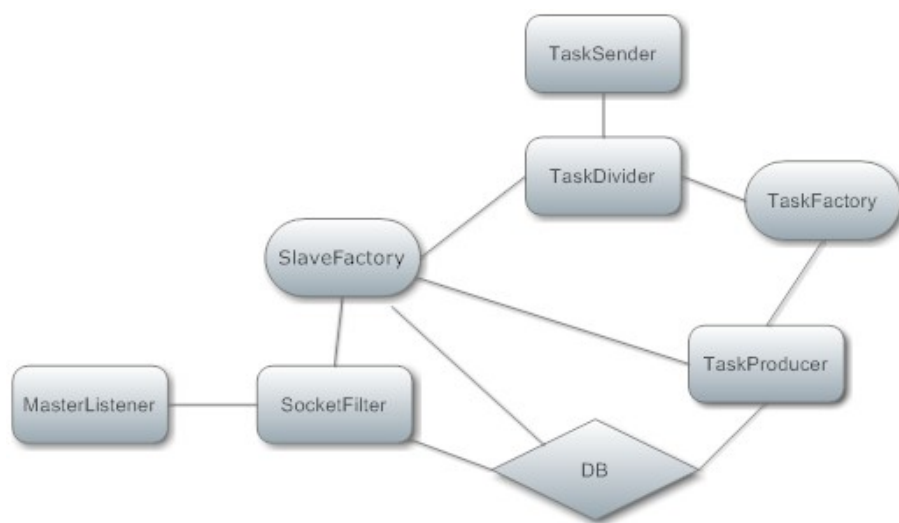 TaskSender
TaskDivider
TaskFactory
SlaveFactory
TaskProducer
MasterListener
SocketFilter
DB